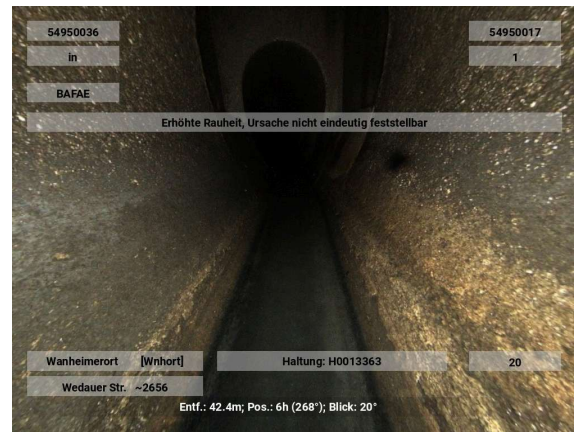 54950036 54950017
in 1
BAFAE
Erhöhte Rauheit, Ursache nicht eindeutig feststellbar
Wanheimerort [Wnhort] Haltung: H0013363 20
Wedauer Str. ~2656
Entf.: 42.4m; Pos.: 6h (268°); Blick: 20°